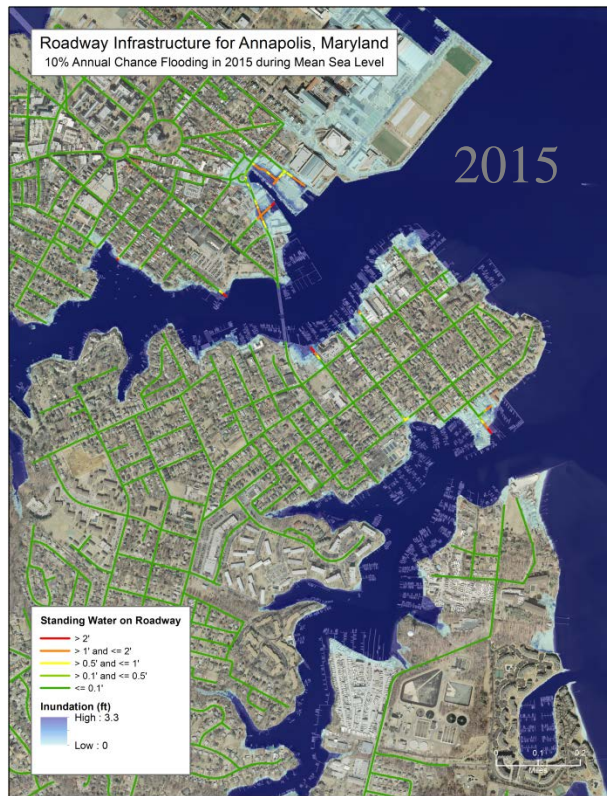 Roadway Infrastructure for Annapolis, Maryland
10% Annual Chance Flooding in 2015 during Mean Sea Level
2015
Standing Water on Roadway
> 2'
> 1' and <= 2'
> 0.5' and <= 1'
> 0.1' and <= 0.5'
<= 0.1'
Inundation (ft)
High : 3.3
Low : 0
0 0.1 0.2
Miles